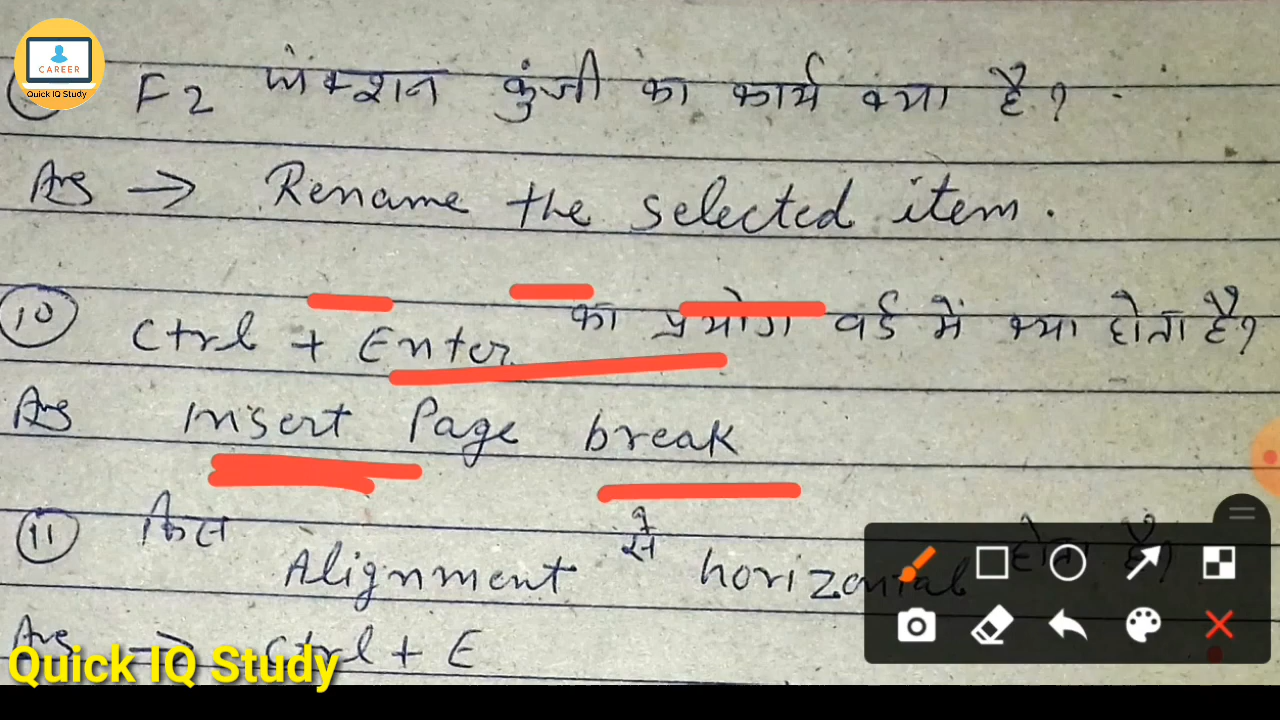 CAREER
Quick IQ Study
F2 फंक्शन कुंजी का कार्य क्या है?
Ans → Rename the selected item.
10 Ctrl + Enter का प्रयोग वर्ड में क्या होता है?
Ans Insert Page break
11 किस Alignment से horizontal होता है?
Ans → Ctrl + E
Quick IQ Study